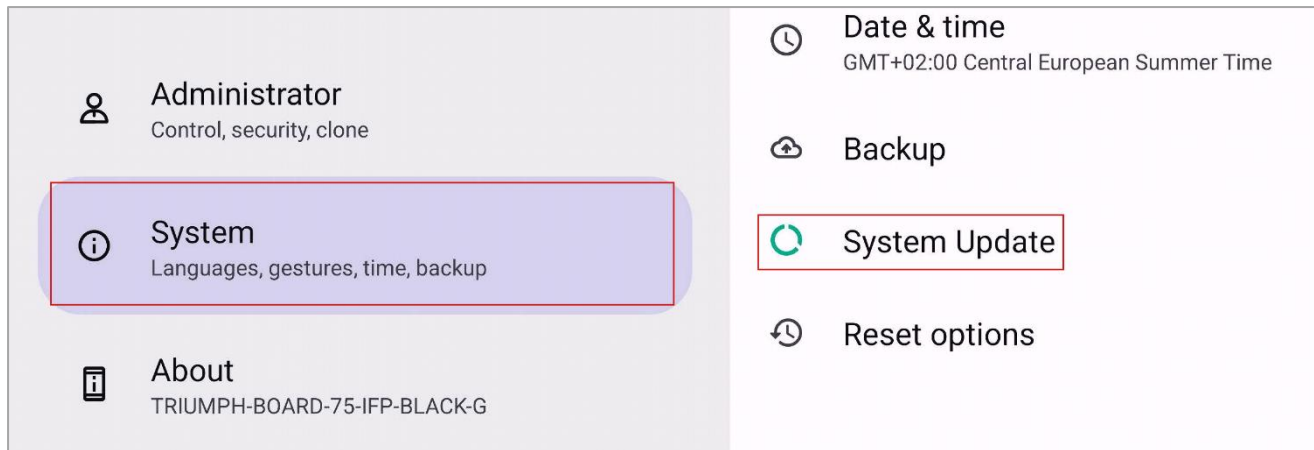 Administrator
Control, security, clone
System
Languages, gestures, time, backup
About
TRIUMPH-BOARD-75-IFP-BLACK-G
Date & time
GMT+02:00 Central European Summer Time
Backup
System Update
Reset options